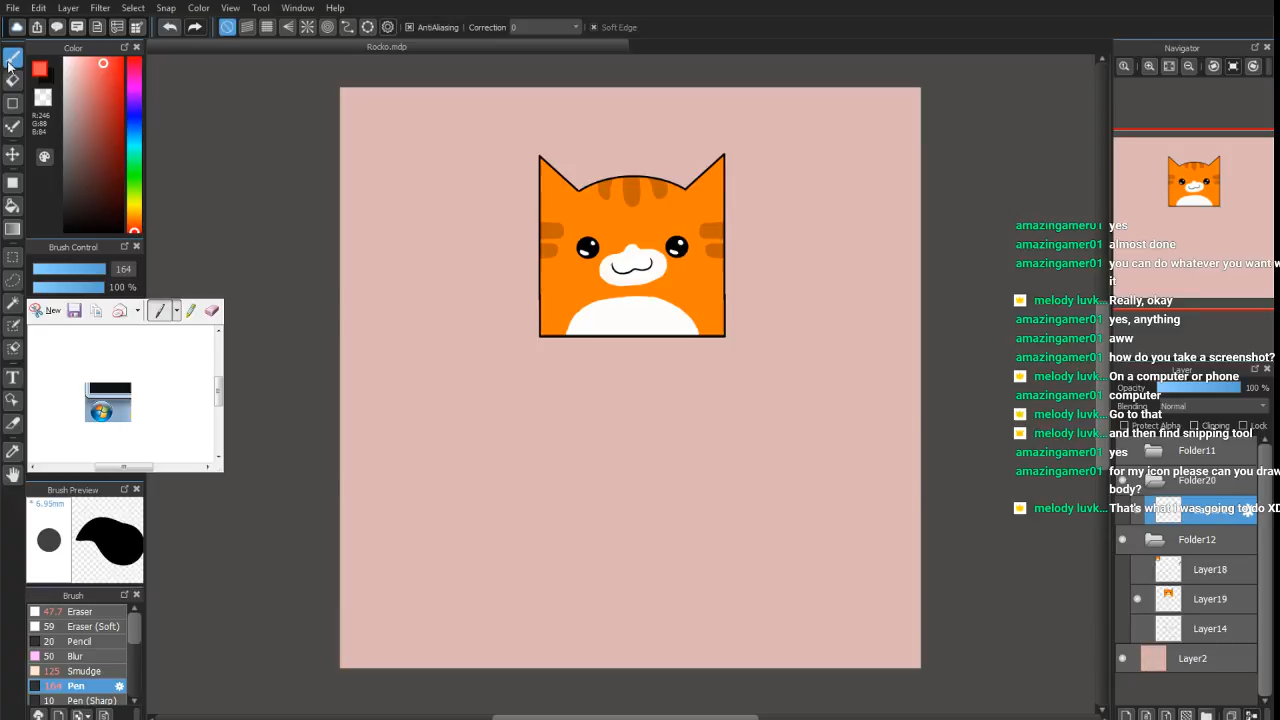 File Edit Layer Filter Select Snap Color View Tool Window Help
AntiAliasing Correction 0 Soft Edge
Rocko.mdp
Color
R:246
G:88
B:84
Brush Control
164
100 %
New
Brush Preview
* 6.95mm
Brush
47.7 Eraser
59 Eraser (Soft)
20 Pencil
50 Blur
125 Smudge
164 Pen
10 Pen (Sharp)
Navigator
yes
amazingamer01 almost done
amazingamer01 you can do whatever you want w
it
melody luvk... Really, okay
amazingamer01 yes, anything
amazingamer01 aww
amazingamer01 how do you take a screenshot?
melody luvk... On a computer or phone
amazingamer01 computer
melody luvk... Go to that
melody luvk... and then find snipping tool
amazingamer01 yes
amazingamer01 for my icon please can you draw
body?
melody luvk... That's what I was going to do XD
Layer
Opacity 100 %
Blending Normal
Protect Alpha Clipping Lock
Folder11
Folder20
Folder12
Layer18
Layer19
Layer14
Layer2